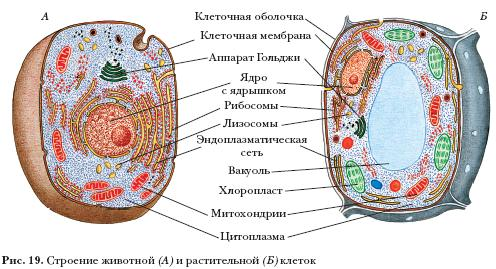 А
Б
Клеточная оболочка
Клеточная мембрана
Аппарат Гольджи
Ядро
с ядрышком
Рибосомы
Лизосомы
Эндоплазматическая
сеть
Вакуоль
Хлоропласт
Митохондрии
Цитоплазма
Рис. 19. Строение животной (А) и растительной (Б) клеток